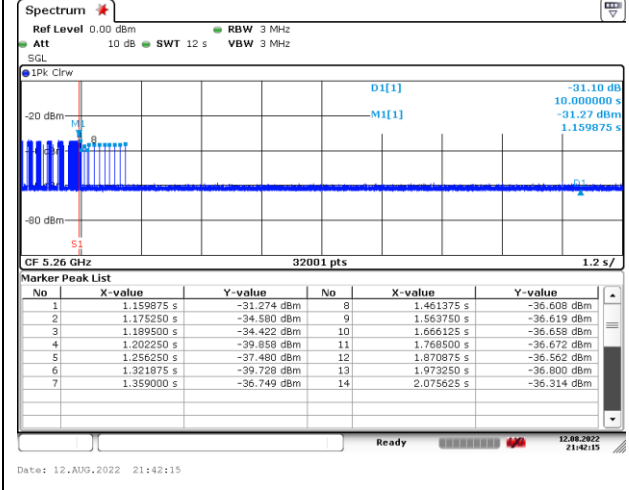 Spectrum
Ref Level 0.00 dBm RBW 3 MHz
Att 10 dB SWT 12 s VBW 3 MHz
SGL
1Pk Clrw
D1[1] -31.10 dB
10.000000 s
-20 dBm M1[1] -31.27 dBm
M1 1.159875 s
8
D1
-80 dBm
S1
CF 5.26 GHz 32001 pts 1.2 s/
Marker Peak List
No X-value Y-value No X-value Y-value
1 1.159875 s -31.274 dBm 8 1.461375 s -36.608 dBm
2 1.175250 s -34.580 dBm 9 1.563750 s -36.619 dBm
3 1.189500 s -34.422 dBm 10 1.666125 s -36.658 dBm
4 1.202250 s -39.858 dBm 11 1.768500 s -36.672 dBm
5 1.256250 s -37.480 dBm 12 1.870875 s -36.562 dBm
6 1.321875 s -39.728 dBm 13 1.973250 s -36.800 dBm
7 1.359000 s -36.749 dBm 14 2.075625 s -36.314 dBm
Ready 12.08.2022
21:42:15
Date: 12.AUG.2022 21:42:15